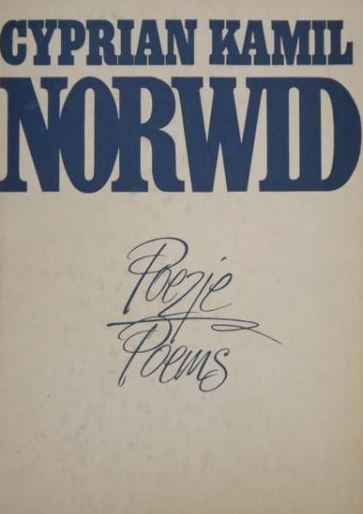 CYPRIAN KAMIL
NORWID
Poezje
Poems